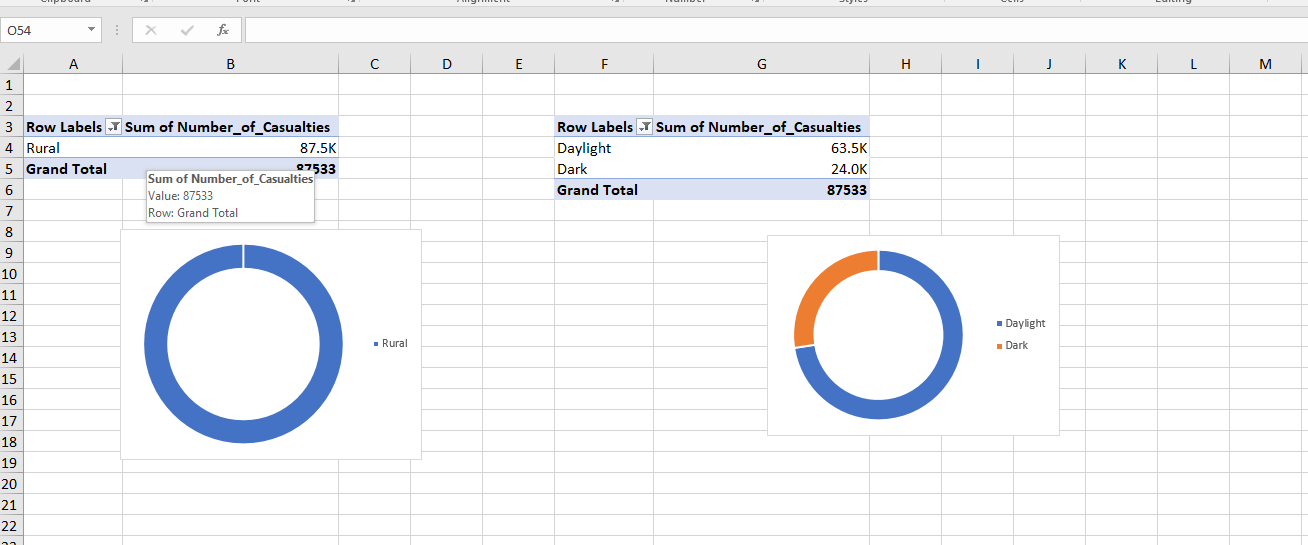 Clipboard Font Alignment Number Styles Cells Editing
O54 fx
A B C D E F G H I J K L M
1
2
3 Row Labels Sum of Number_of_Casualties Row Labels Sum of Number_of_Casualties
4 Rural 87.5K Daylight 63.5K
5 Grand Total 87533 Dark 24.0K
Sum of Number_of_Casualties
6 Grand Total 87533
Value: 87533
7
Row: Grand Total
8
9
10
11
12
13
14
15
16
17
18
19
20
21
22
Rural
Daylight
Dark